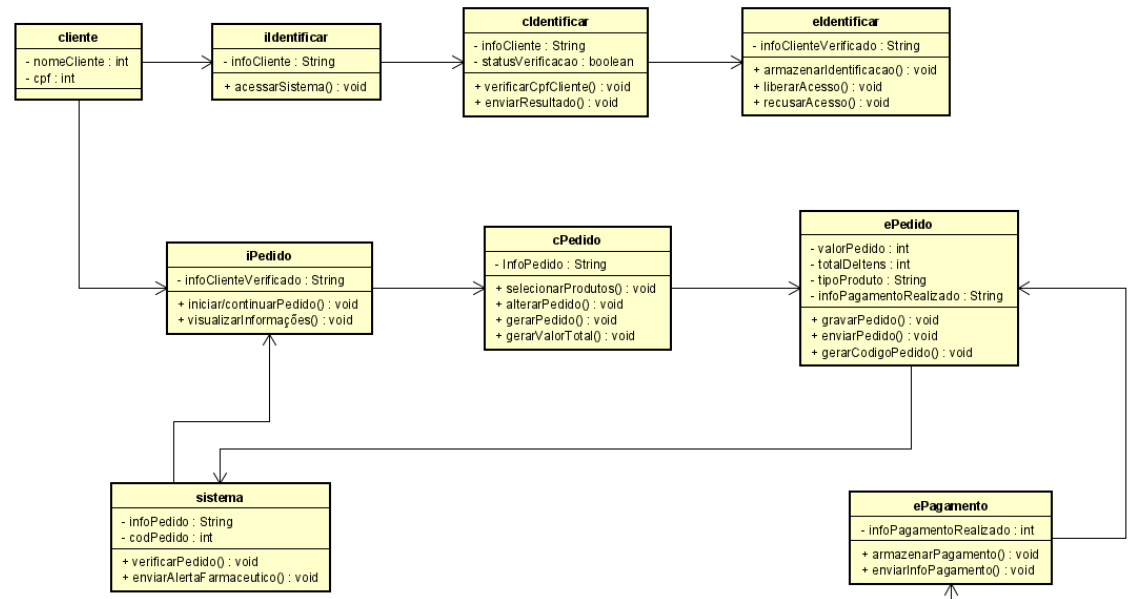 cliente
- nomeCliente : int
- cpf : int
iIdentificar
- infoCliente : String
+ acessarSistema() : void
cIdentificar
- infoCliente : String
- statusVerificacao : boolean
+ verificarCpfCliente() : void
+ enviarResultado() : void
eIdentificar
- infoClienteVerificado : String
+ armazenarIdentificacao() : void
+ liberarAcesso() : void
+ recusarAcesso() : void
iPedido
- infoClienteVerificado : String
+ iniciar/continuarPedido() : void
+ visualizarInformações() : void
cPedido
- InfoPedido : String
+ selecionarProdutos() : void
+ alterarPedido() : void
+ gerarPedido() : void
+ gerarValorTotal() : void
ePedido
- valorPedido : int
- totalDeItens : int
- tipoProduto : String
- infoPagamentoRealizado : String
+ gravarPedido() : void
+ enviarPedido() : void
+ gerarCodigoPedido() : void
sistema
- infoPedido : String
- codPedido : int
+ verificarPedido() : void
+ enviarAlertaFarmaceutico() : void
ePagamento
- infoPagamentoRealizado : int
+ armazenarPagamento() : void
+ enviarInfoPagamento() : void